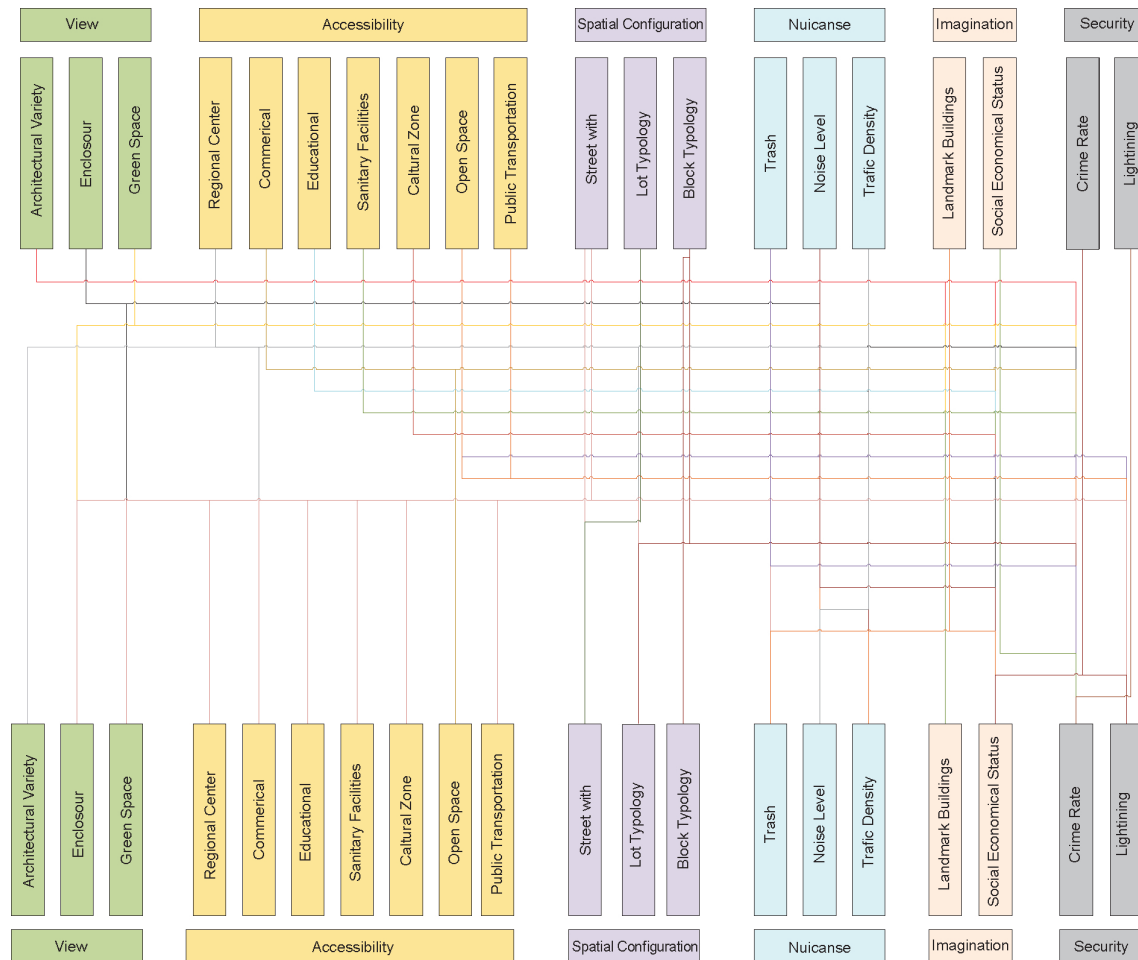 View
Accessibility
Spatial Configuration
Nuicanse
Imagination
Security
Architectural Variety
Enclosour
Green Space
Regional Center
Commerical
Educational
Sanitary Facilities
Caltural Zone
Open Space
Public Transportation
Street with
Lot Typology
Block Typology
Trash
Noise Level
Trafic Density
Landmark Buildings
Social Economical Status
Crime Rate
Lightining
Architectural Variety
Enclosour
Green Space
Regional Center
Commerical
Educational
Sanitary Facilities
Caltural Zone
Open Space
Public Transportation
Street with
Lot Typology
Block Typology
Trash
Noise Level
Trafic Density
Landmark Buildings
Social Economical Status
Crime Rate
Lightining
View
Accessibility
Spatial Configuration
Nuicanse
Imagination
Security